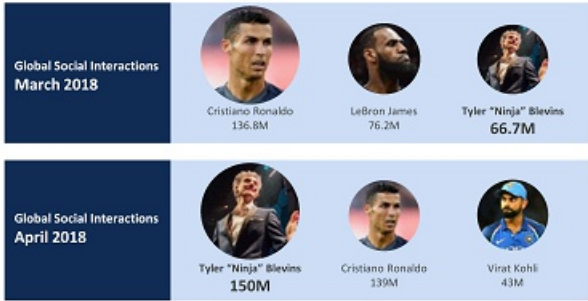 Global Social Interactions
March 2018
Cristiano Ronaldo
136.8M
LeBron James
76.2M
Tyler "Ninja" Blevins
66.7M
Global Social Interactions
April 2018
Tyler "Ninja" Blevins
150M
Cristiano Ronaldo
139M
Virat Kohli
43M